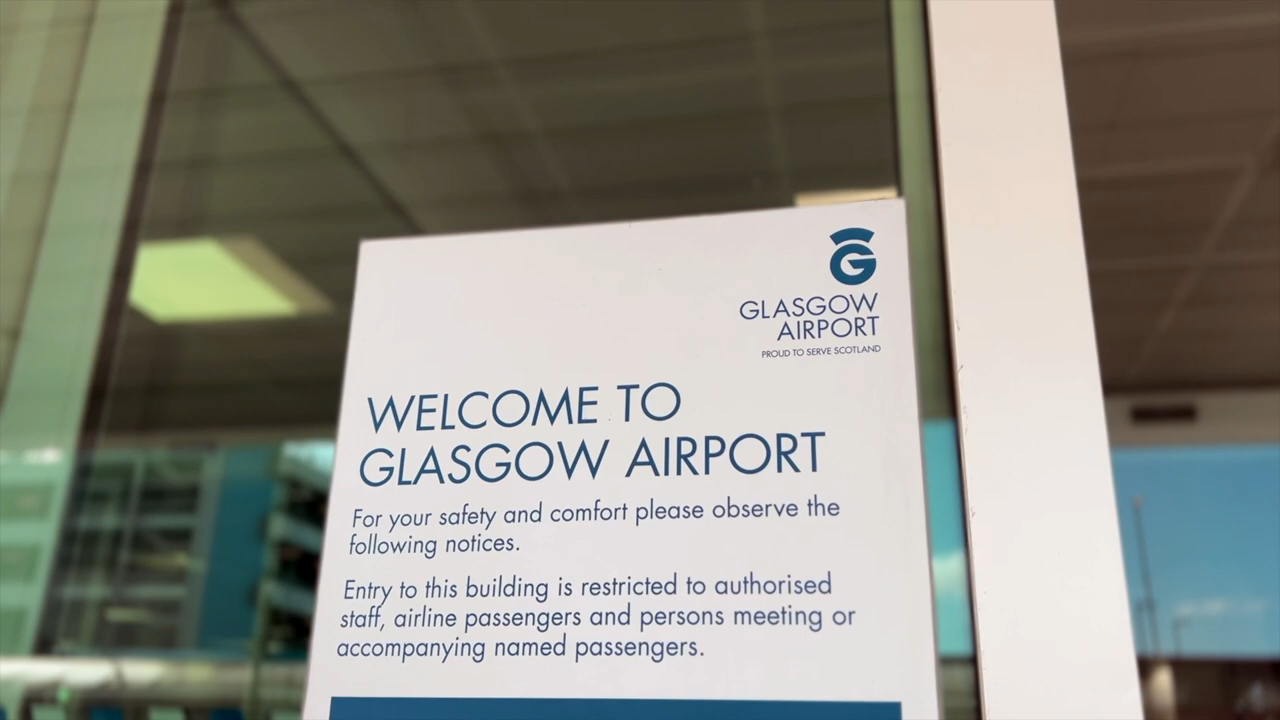 GLASGOW
AIRPORT
PROUD TO SERVE SCOTLAND
WELCOME TO
GLASGOW AIRPORT
For your safety and comfort please observe the
following notices.
Entry to this building is restricted to authorised
staff, airline passengers and persons meeting or
accompanying named passengers.